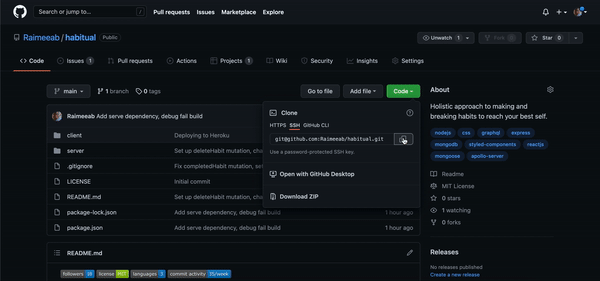 Search or jump to...
/
Pull requests
Issues
Marketplace
Explore
Raimeeab / habitual
Public
Unwatch
1
Fork
0
Star
0
Code
Issues 1
Pull requests
Actions
Projects 1
Wiki
Security
Insights
Settings
main
1 branch
0 tags
Go to file
Add file
Code
Raimeeab Add serve dependency, debug fail build
client
Deploying to Heroku
server
Set up deleteHabit mutation, cha
.gitignore
Fix completedHabit mutation, set
LICENSE
Initial commit
README.md
Set up deleteHabit mutation, cha
package-lock.json
Add serve dependency, debug fail build
1 hour ago
package.json
Add serve dependency, debug fail build
1 hour ago
Clone
HTTPS SSH GitHub CLI
git@github.com:Raimeeab/habitual.git
Use a password-protected SSH key.
Open with GitHub Desktop
Download ZIP
README.md
followers 10
license MIT
languages 3
commit activity 35/week
About
Holistic approach to making and
breaking habits to reach your best self.
nodejs css graphql express
mongodb styled-components reactjs
mongoose apollo-server
Readme
MIT License
0 stars
1 watching
0 forks
Releases
No releases published
Create a new release